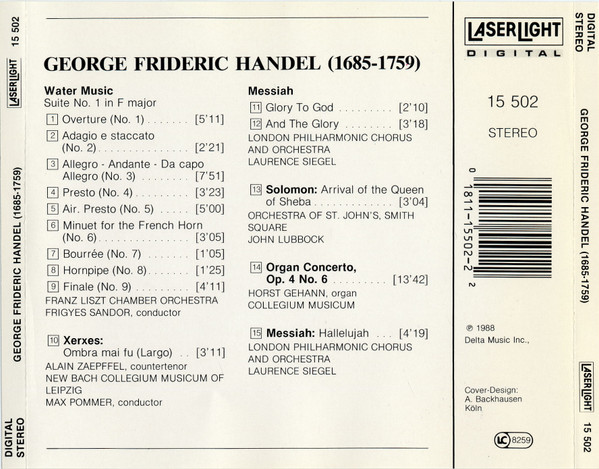 15 502
LASERLIGHT
GEORGE FRIDERIC HANDEL (1685-1759)
DIGITAL
STEREO
GEORGE FRIDERIC HANDEL (1685-1759)
Water Music
Suite No. 1 in F major
1 Overture (No. 1) ....... [5'11]
2 Adagio e staccato
(No. 2) ............... [2'21]
3 Allegro - Andante - Da capo
Allegro (No. 3) ........ [7'51]
4 Presto (No. 4) ......... [3'23]
5 Air. Presto (No. 5) ..... [5'00]
6 Minuet for the French Horn
(No. 6) ............... [3'05]
7 Bourrée (No. 7) ....... [1'05]
8 Hornpipe (No. 8) ....... [1'25]
9 Finale (No. 9) ......... [4'11]
FRANZ LISZT CHAMBER ORCHESTRA
FRIGYES SANDOR, conductor
10 Xerxes:
Ombra mai fu (Largo) .. [3'11]
ALAIN ZAEPFFEL, countertenor
NEW BACH COLLEGIUM MUSICUM OF
LEIPZIG
MAX POMMER, conductor
Messiah
11 Glory To God .......... [2'10]
12 And The Glory ......... [3'18]
LONDON PHILHARMONIC CHORUS
AND ORCHESTRA
LAURENCE SIEGEL
13 Solomon: Arrival of the Queen
of Sheba .............. [3'04]
ORCHESTRA OF ST. JOHN'S, SMITH
SQUARE
JOHN LUBBOCK
14 Organ Concerto,
Op. 4 No. 6 .......... [13'42]
HORST GEHANN, organ
COLLEGIUM MUSICUM
15 Messiah: Hallelujah ... [4'19]
LONDON PHILHARMONIC CHORUS
AND ORCHESTRA
LAURENCE SIEGEL
LASERLIGHT
DIGITAL
15 502
STEREO
0 1811-15502-2 2
℗ 1988
Delta Music Inc.,
Cover-Design:
A. Backhausen
Köln
LC 8259
DIGITAL
STEREO
GEORGE FRIDERIC HANDEL (1685-1759)
LASERLIGHT
15 502